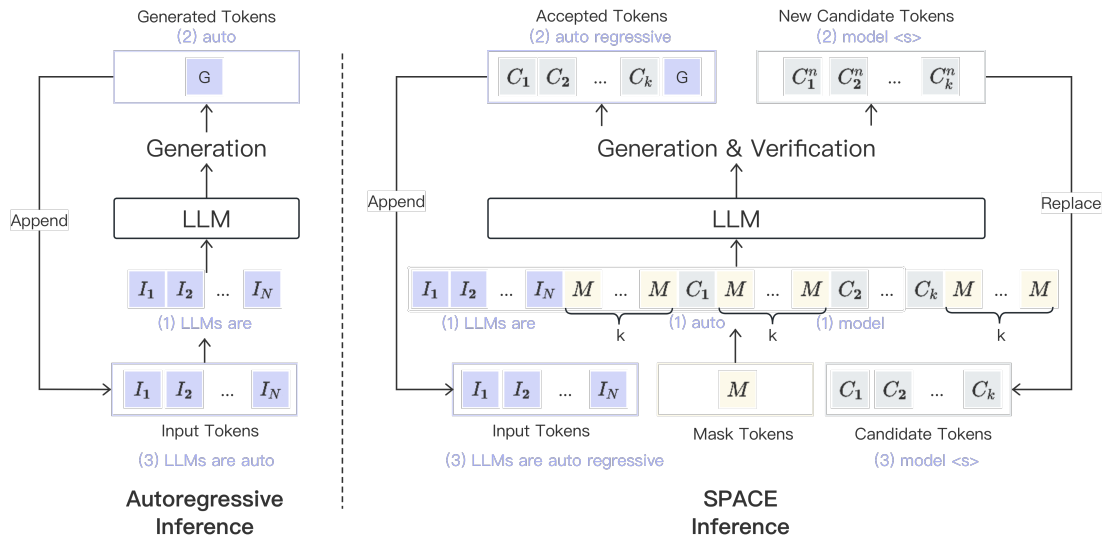 Generated Tokens
(2) auto
G
Generation
LLM
Append
I1 I2 ... IN
(1) LLMs are
I1 I2 ... IN
Input Tokens
(3) LLMs are auto
Autoregressive
Inference
Accepted Tokens
(2) auto regressive
C1 C2 ... Ck G
New Candidate Tokens
(2) model <s>
C1^n C2^n ... Ck^n
Generation & Verification
LLM
Append
Replace
I1 I2 ... IN M ... M C1 M ... M C2 ... Ck M ... M
(1) LLMs are
k
(1) auto
k
(1) model
k
I1 I2 ... IN
Input Tokens
(3) LLMs are auto regressive
M
Mask Tokens
C1 C2 ... Ck
Candidate Tokens
(3) model <s>
SPACE
Inference